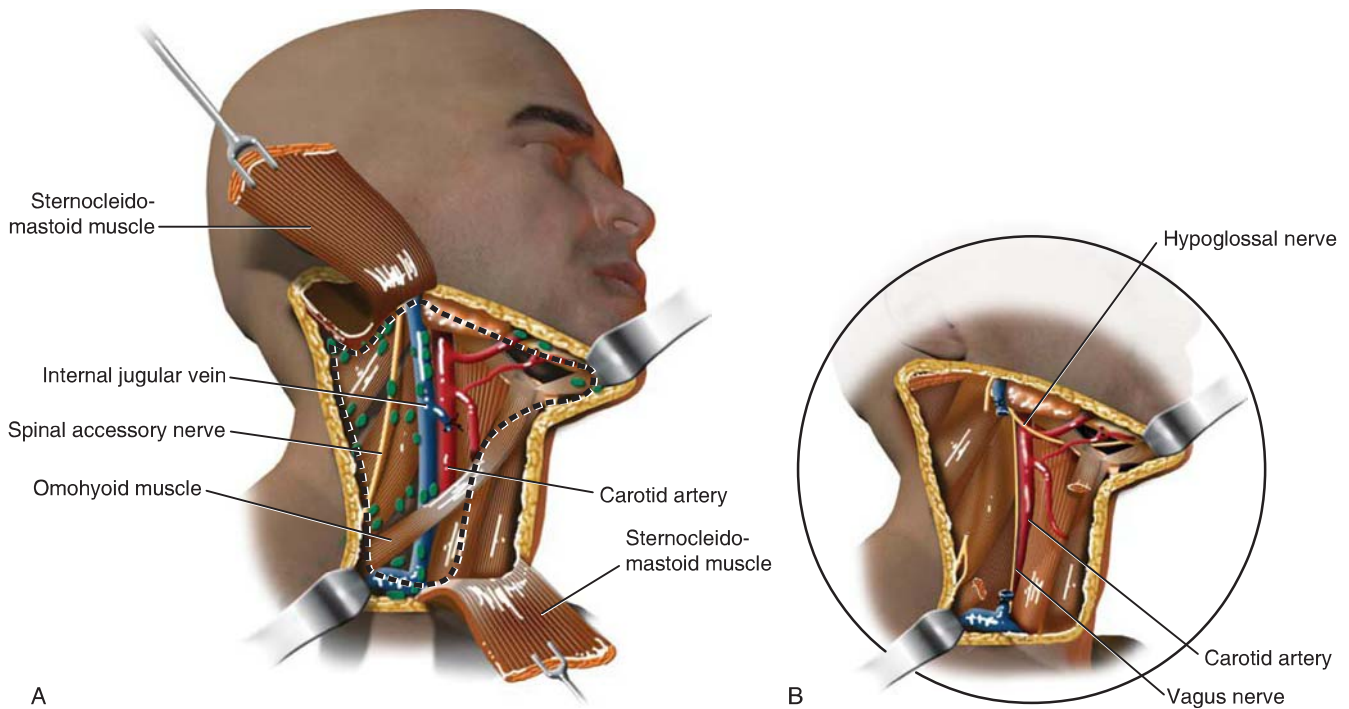 Sternocleido-
mastoid muscle
Internal jugular vein
Spinal accessory nerve
Omohyoid muscle
Carotid artery
Sternocleido-
mastoid muscle
A
Hypoglossal nerve
Carotid artery
Vagus nerve
B